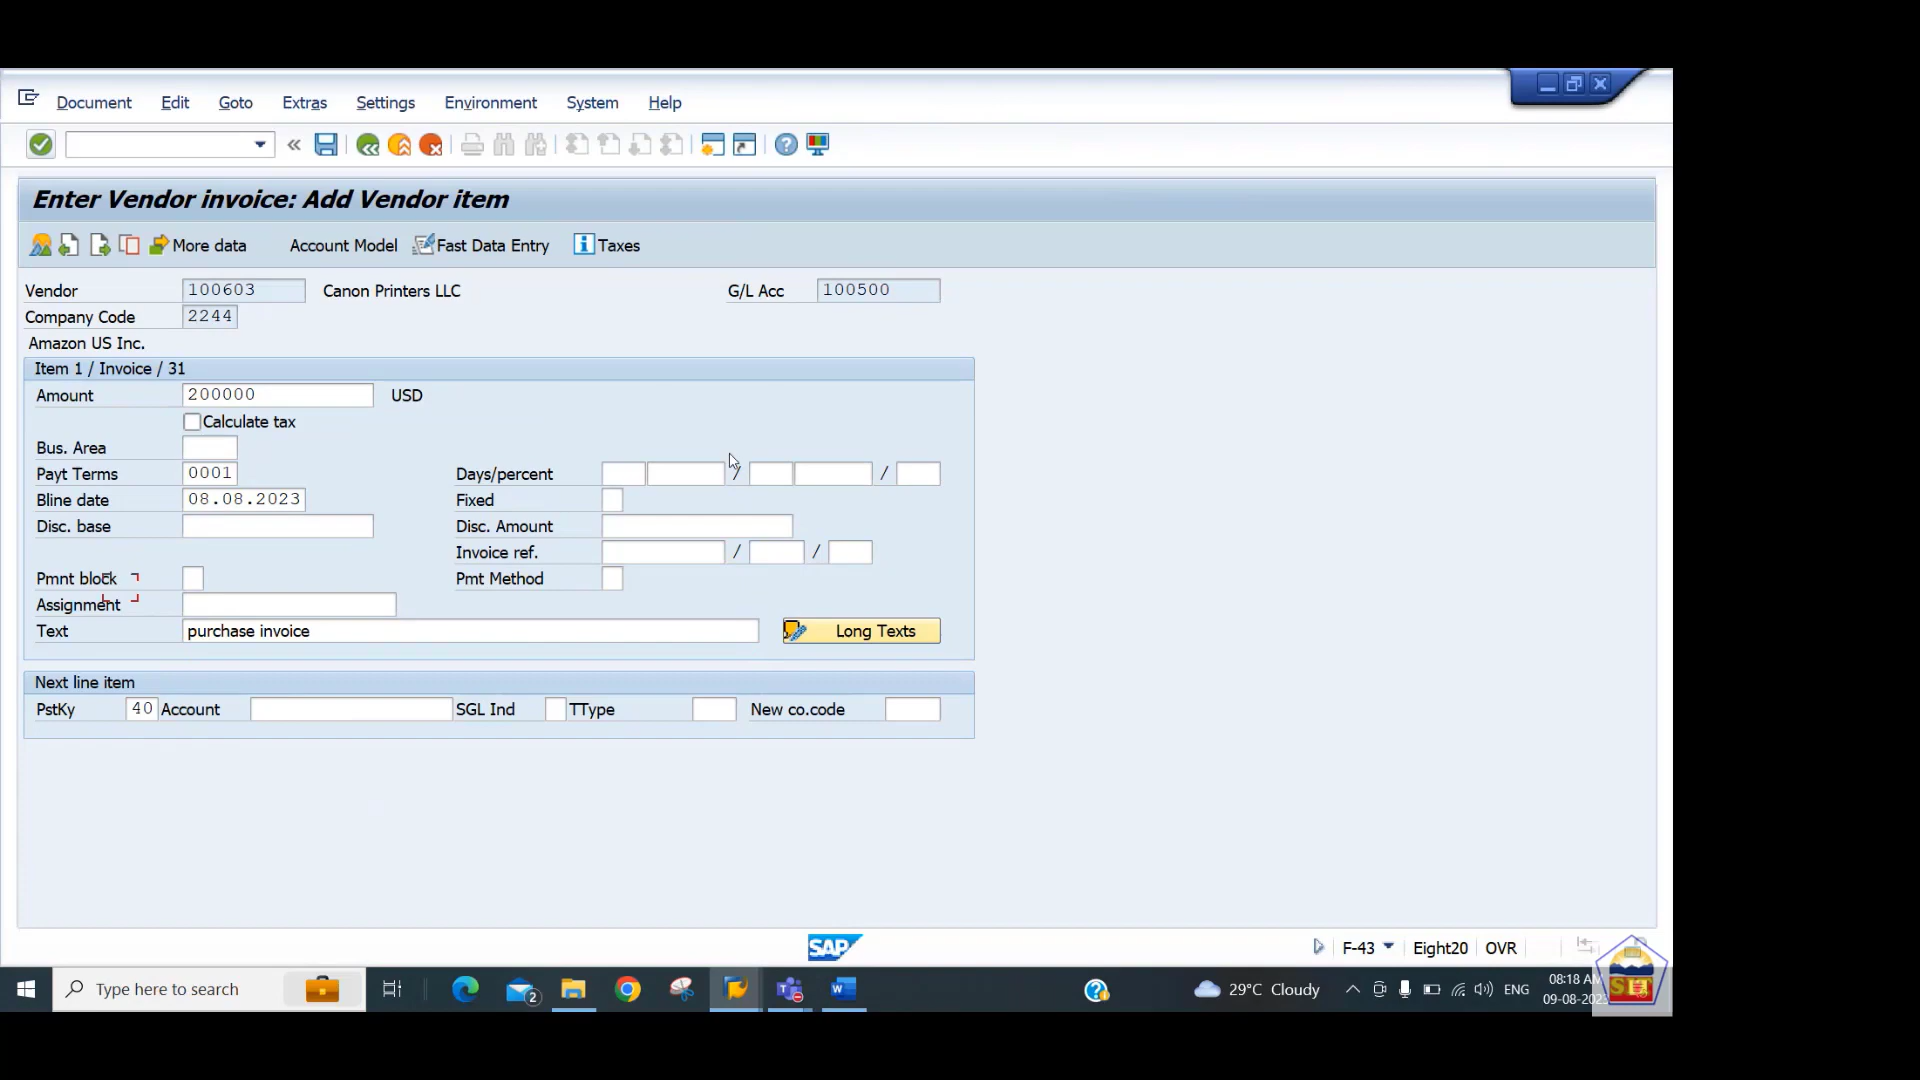 Document Edit Goto Extras Settings Environment System Help
Enter Vendor invoice: Add Vendor item
More data Account Model Fast Data Entry Taxes
Vendor 100603 Canon Printers LLC G/L Acc 100500
Company Code 2244
Amazon US Inc.
Item 1 / Invoice / 31
Amount 200000 USD
Calculate tax
Bus. Area
Payt Terms 0001 Days/percent / /
Bline date 08.08.2023 Fixed
Disc. base Disc. Amount
Invoice ref. / /
Pmnt block Pmt Method
Assignment
Text purchase invoice Long Texts
Next line item
PstKy 40 Account SGL Ind TType New co.code
SAP F-43 Eight20 OVR
Type here to search 2 29°C Cloudy ENG 08:18 AM
SIT